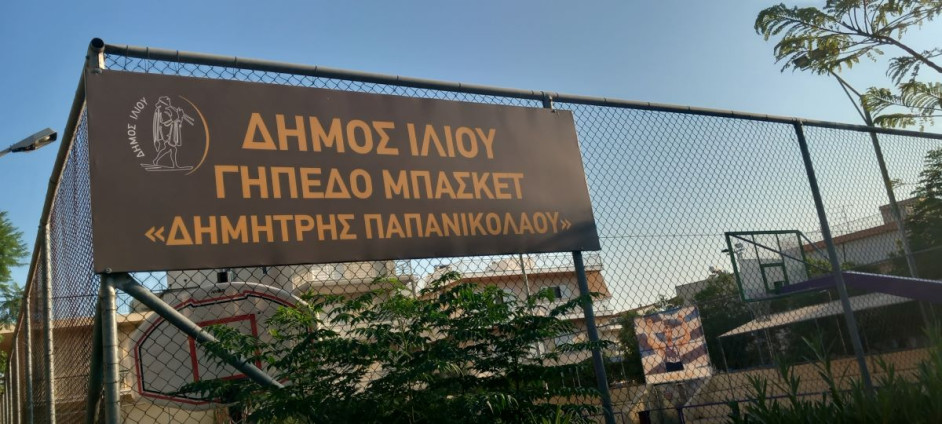 ΔΗΜΟΣ ΙΛΙΟΥ
ΔΗΜΟΣ ΙΛΙΟΥ
ΓΗΠΕΔΟ ΜΠΑΣΚΕΤ
«ΔΗΜΗΤΡΗΣ ΠΑΠΑΝΙΚΟΛΑΟΥ»